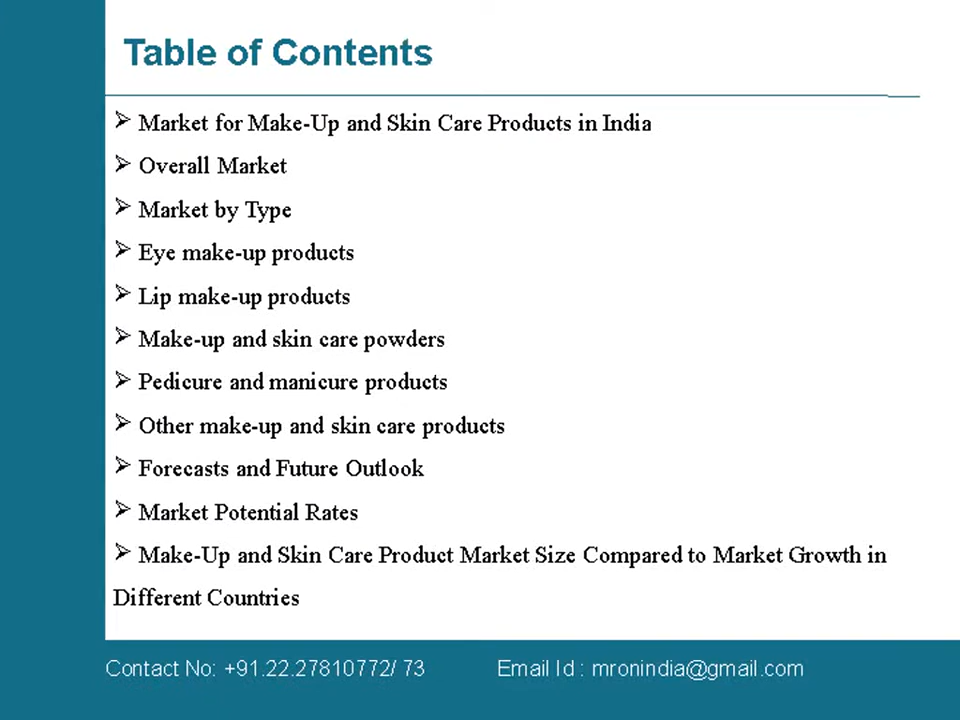 Table of Contents
➢ Market for Make-Up and Skin Care Products in India
➢ Overall Market
➢ Market by Type
➢ Eye make-up products
➢ Lip make-up products
➢ Make-up and skin care powders
➢ Pedicure and manicure products
➢ Other make-up and skin care products
➢ Forecasts and Future Outlook
➢ Market Potential Rates
➢ Make-Up and Skin Care Product Market Size Compared to Market Growth in
Different Countries
Contact No: +91.22.27810772/ 73 Email Id : mronindia@gmail.com